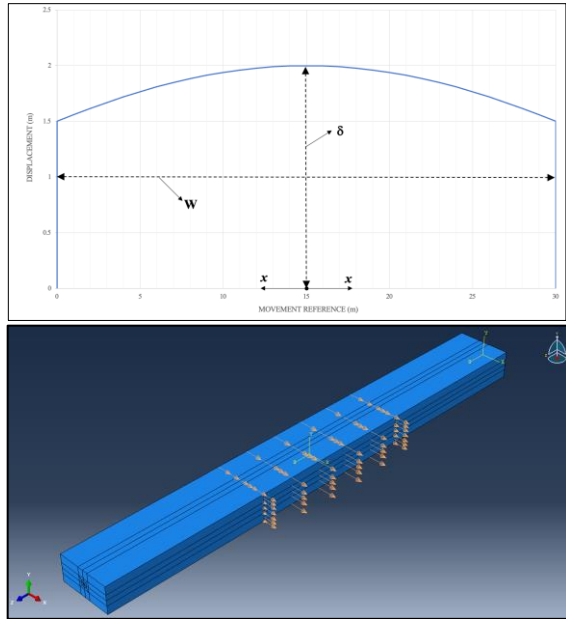 2.5
2
δ
1.5
DISPLACEMENT (m)
1
W
0.5
x x
0
0 5 10 15 20 25 30
MOVEMENT REFERENCE (m)
Y
Z X